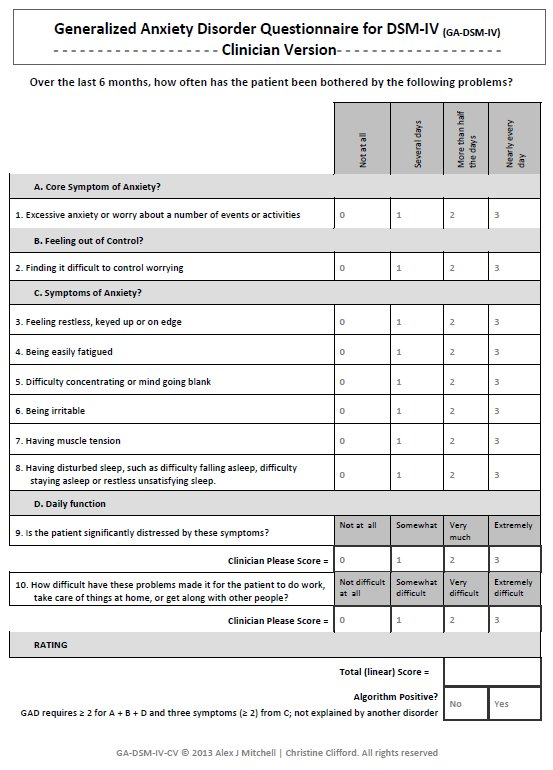 Generalized Anxiety Disorder Questionnaire for DSM-IV (GA-DSM-IV)
- - - - - - - - - - - - - - - - - - Clinician Version- - - - - - - - - - - - - - - - - -
Over the last 6 months, how often has the patient been bothered by the following problems?
Not at all
Several days
More than half
the days
Nearly every
day
A. Core Symptom of Anxiety?
1. Excessive anxiety or worry about a number of events or activities 0 1 2 3
B. Feeling out of Control?
2. Finding it difficult to control worrying 0 1 2 3
C. Symptoms of Anxiety?
3. Feeling restless, keyed up or on edge 0 1 2 3
4. Being easily fatigued 0 1 2 3
5. Difficulty concentrating or mind going blank 0 1 2 3
6. Being irritable 0 1 2 3
7. Having muscle tension 0 1 2 3
8. Having disturbed sleep, such as difficulty falling asleep, difficulty
staying asleep or restless unsatisfying sleep. 0 1 2 3
D. Daily function
9. Is the patient significantly distressed by these symptoms? Not at all Somewhat Very
much Extremely
Clinician Please Score = 0 1 2 3
10. How difficult have these problems made it for the patient to do work,
take care of things at home, or get along with other people? Not difficult
at all Somewhat
difficult Very
difficult Extremely
difficult
Clinician Please Score = 0 1 2 3
RATING
Total (linear) Score =
Algorithm Positive?
GAD requires ≥ 2 for A + B + D and three symptoms (≥ 2) from C; not explained by another disorder
No Yes
GA-DSM-IV-CV © 2013 Alex J Mitchell | Christine Clifford. All rights reserved